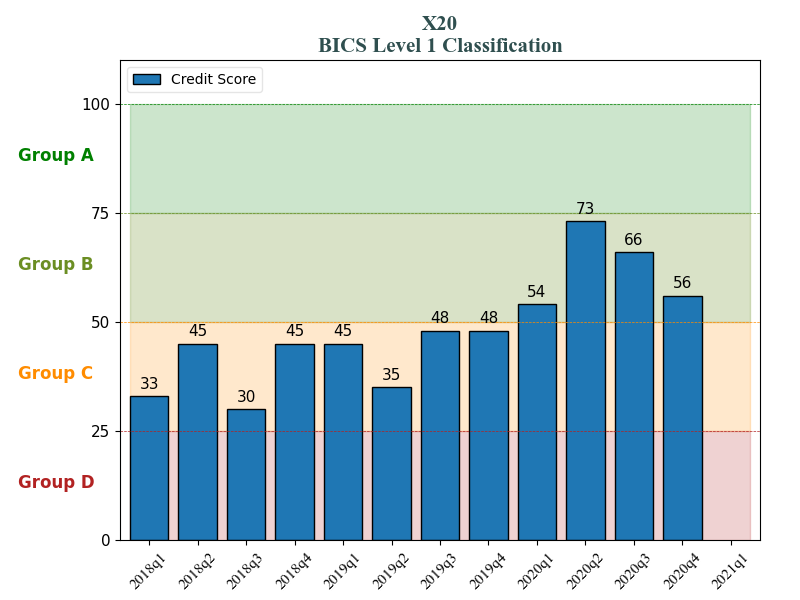 X20
BICS Level 1 Classification
Credit Score
100
Group A
75
73
66
Group B
56
54
50
48
48
45
45
45
Group C
35
33
30
25
Group D
0
2018q1 2018q2 2018q3 2018q4 2019q1 2019q2 2019q3 2019q4 2020q1 2020q2 2020q3 2020q4 2021q1